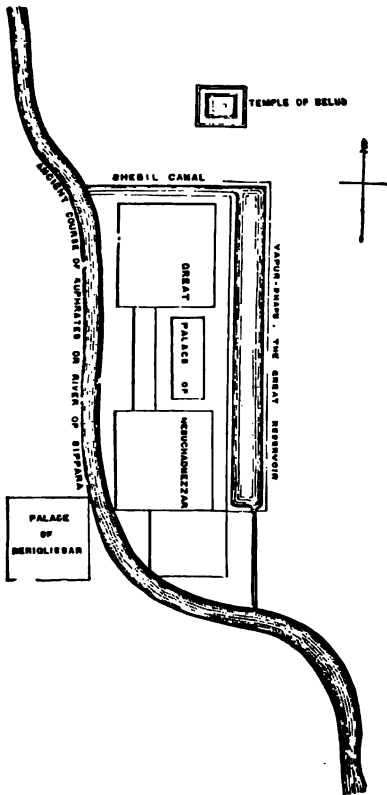 TEMPLE OF BELUS
N
SHEBIL CANAL
ANCIENT COURSE OF EUPHRATES OR RIVER OF SIPPARA
YAPUR-SHAPU, THE GREAT RESERVOIR
GREAT
PALACE OF
NEBUCHADNEZZAR
PALACE
OF
NERIGLISSAR